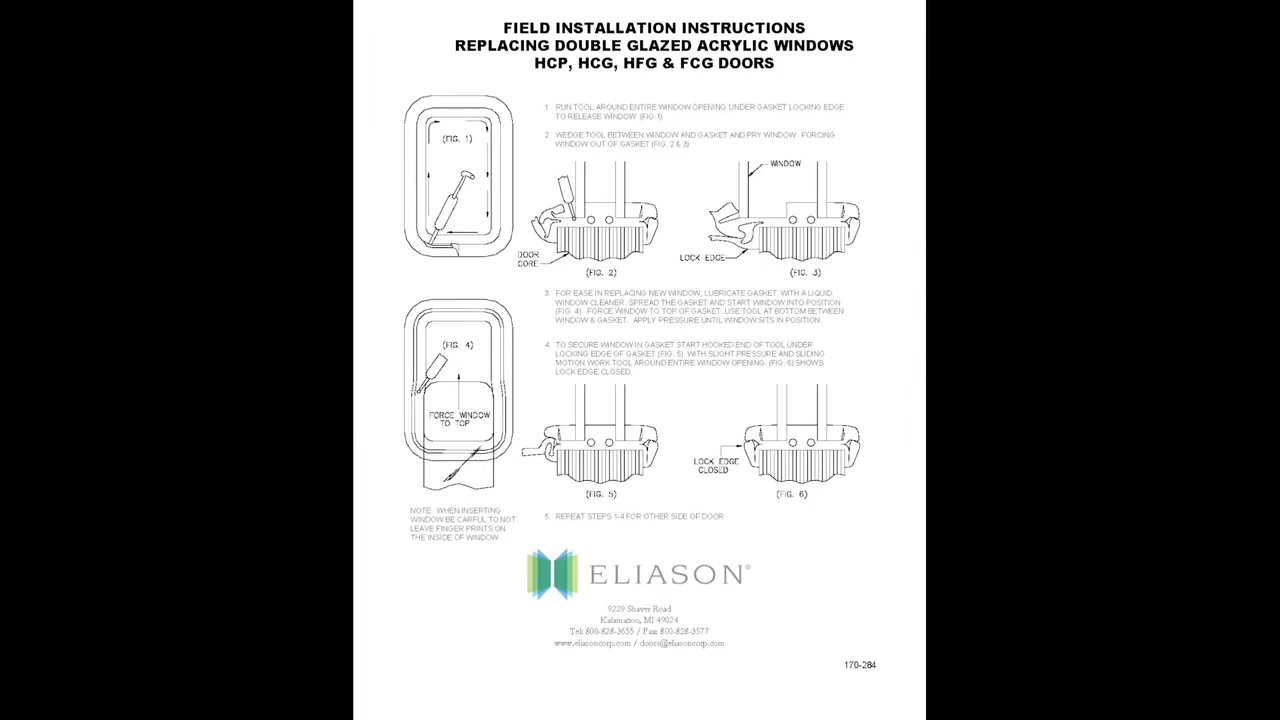 FIELD INSTALLATION INSTRUCTIONS
REPLACING DOUBLE GLAZED ACRYLIC WINDOWS
HCP, HCG, HFG & FCG DOORS
(FIG. 1)
1. RUN TOOL AROUND ENTIRE WINDOW OPENING UNDER GASKET LOCKING EDGE
TO RELEASE WINDOW. (FIG.1)
2. WEDGE TOOL BETWEEN WINDOW AND GASKET AND PRY WINDOW. FORCING
WINDOW OUT OF GASKET (FIG. 2 & 3)
WINDOW
DOOR
CORE
(FIG. 2)
LOCK EDGE
(FIG. 3)
3. FOR EASE IN REPLACING NEW WINDOW, LUBRICATE GASKET WITH A LIQUID
WINDOW CLEANER. SPREAD THE GASKET AND START WINDOW INTO POSITION
(FIG. 4). FORCE WINDOW TO TOP OF GASKET. USE TOOL AT BOTTOM BETWEEN
WINDOW & GASKET. APPLY PRESSURE UNTIL WINDOW SITS IN POSITION.
(FIG. 4)
FORCE WINDOW
TO TOP
4. TO SECURE WINDOW IN GASKET START HOOKED END OF TOOL UNDER
LOCKING EDGE OF GASKET (FIG. 5) WITH SLIGHT PRESSURE AND SLIDING
MOTION WORK TOOL AROUND ENTIRE WINDOW OPENING. (FIG. 6) SHOWS
LOCK EDGE CLOSED.
(FIG. 5)
LOCK EDGE
CLOSED
(FIG. 6)
NOTE: WHEN INSERTING
WINDOW BE CARFUL TO NOT
LEAVE FINGER PRINTS ON
THE INSIDE OF WINDOW
5. REPEAT STEPS 1-4 FOR OTHER SIDE OF DOOR
ELIASON®
9229 Shaver Road
Kalamazoo, MI 49024
Tel: 800-828-3655 / Fax: 800-828-3577
www.eliasoncorp.com / doors@eliasoncorp.com
170-284